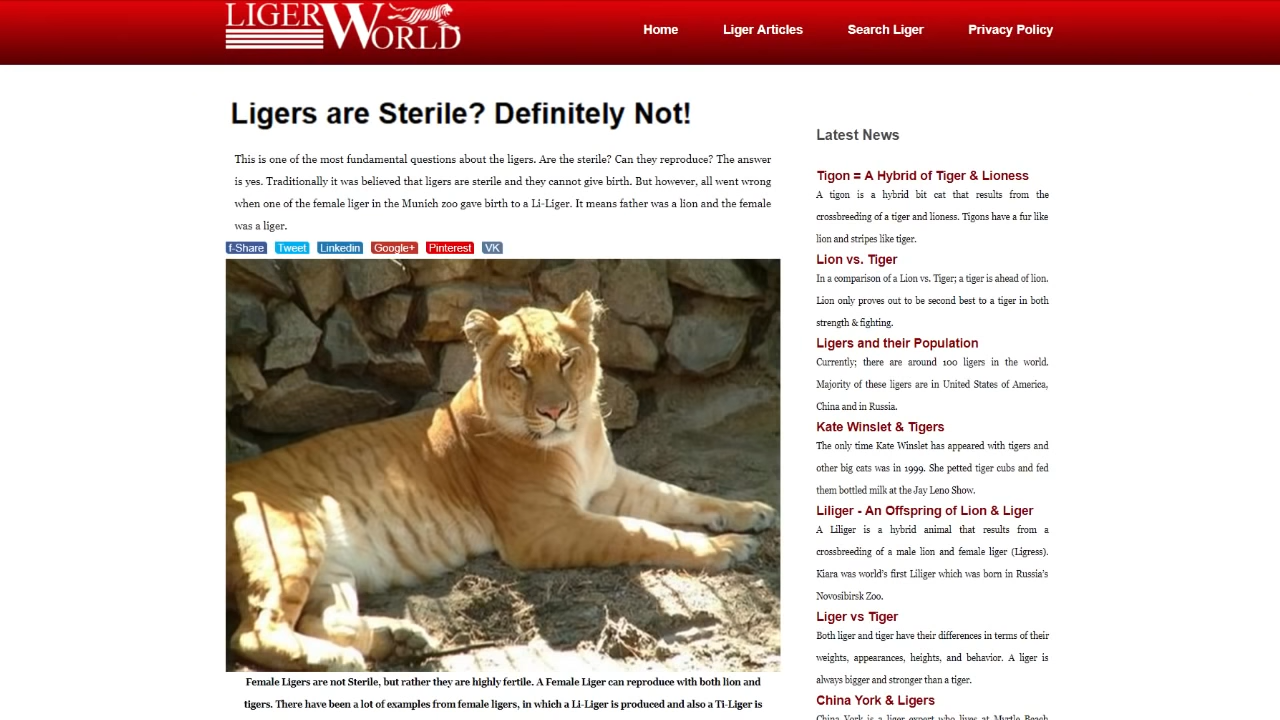 LIGER WORLD
Home Liger Articles Search Liger Privacy Policy
Ligers are Sterile? Definitely Not!
This is one of the most fundamental questions about the ligers. Are the sterile? Can they reproduce? The answer
is yes. Traditionally it was believed that ligers are sterile and they cannot give birth. But however, all went wrong
when one of the female liger in the Munich zoo gave birth to a Li-Liger. It means father was a lion and the female
was a liger.
f-Share Tweet Linkedin Google+ Pinterest VK
Female Ligers are not Sterile, but rather they are highly fertile. A Female Liger can reproduce with both lion and
tigers. There have been a lot of examples from female ligers, in which a Li-Liger is produced and also a Ti-Liger is
Latest News
Tigon = A Hybrid of Tiger & Lioness
A tigon is a hybrid bit cat that results from the
crossbreeding of a tiger and lioness. Tigons have a fur like
lion and stripes like tiger.
Lion vs. Tiger
In a comparison of a Lion vs. Tiger; a tiger is ahead of lion.
Lion only proves out to be second best to a tiger in both
strength & fighting.
Ligers and their Population
Currently; there are around 100 ligers in the world.
Majority of these ligers are in United States of America,
China and in Russia.
Kate Winslet & Tigers
The only time Kate Winslet has appeared with tigers and
other big cats was in 1999. She petted tiger cubs and fed
them bottled milk at the Jay Leno Show.
Liliger - An Offspring of Lion & Liger
A Liliger is a hybrid animal that results from a
crossbreeding of a male lion and female liger (Ligress).
Kiara was world's first Liliger which was born in Russia's
Novosibirsk Zoo.
Liger vs Tiger
Both liger and tiger have their differences in terms of their
weights, appearances, heights, and behavior. A liger is
always bigger and stronger than a tiger.
China York & Ligers
China York is a liger expert who lives at Myrtle Beach